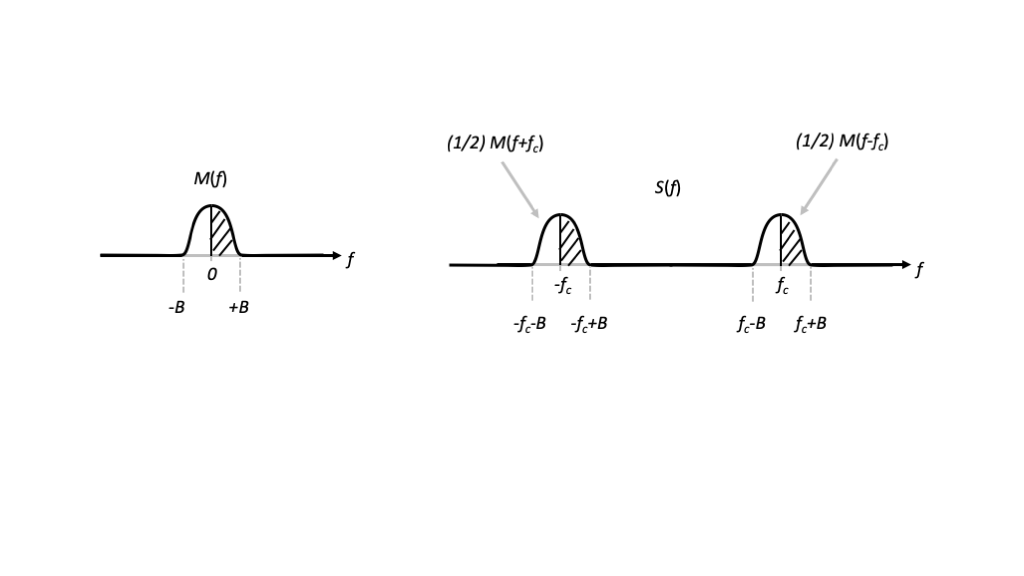 M(f)
f
0
-B
+B
(1/2) M(f+fc)
(1/2) M(f-fc)
S(f)
f
-fc
fc
-fc-B
-fc+B
fc-B
fc+B